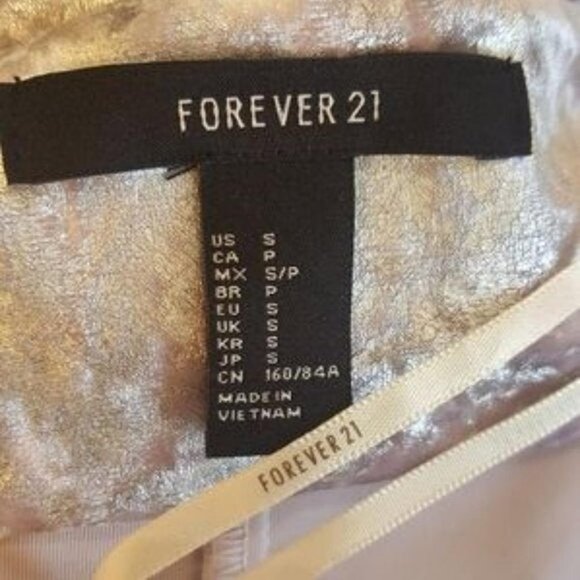 FOREVER 21
US S
CA P
MX S/P
BR P
EU S
UK S
KR S
JP S
CN 160/84A
MADE IN
VIETNAM
FOREVER 21